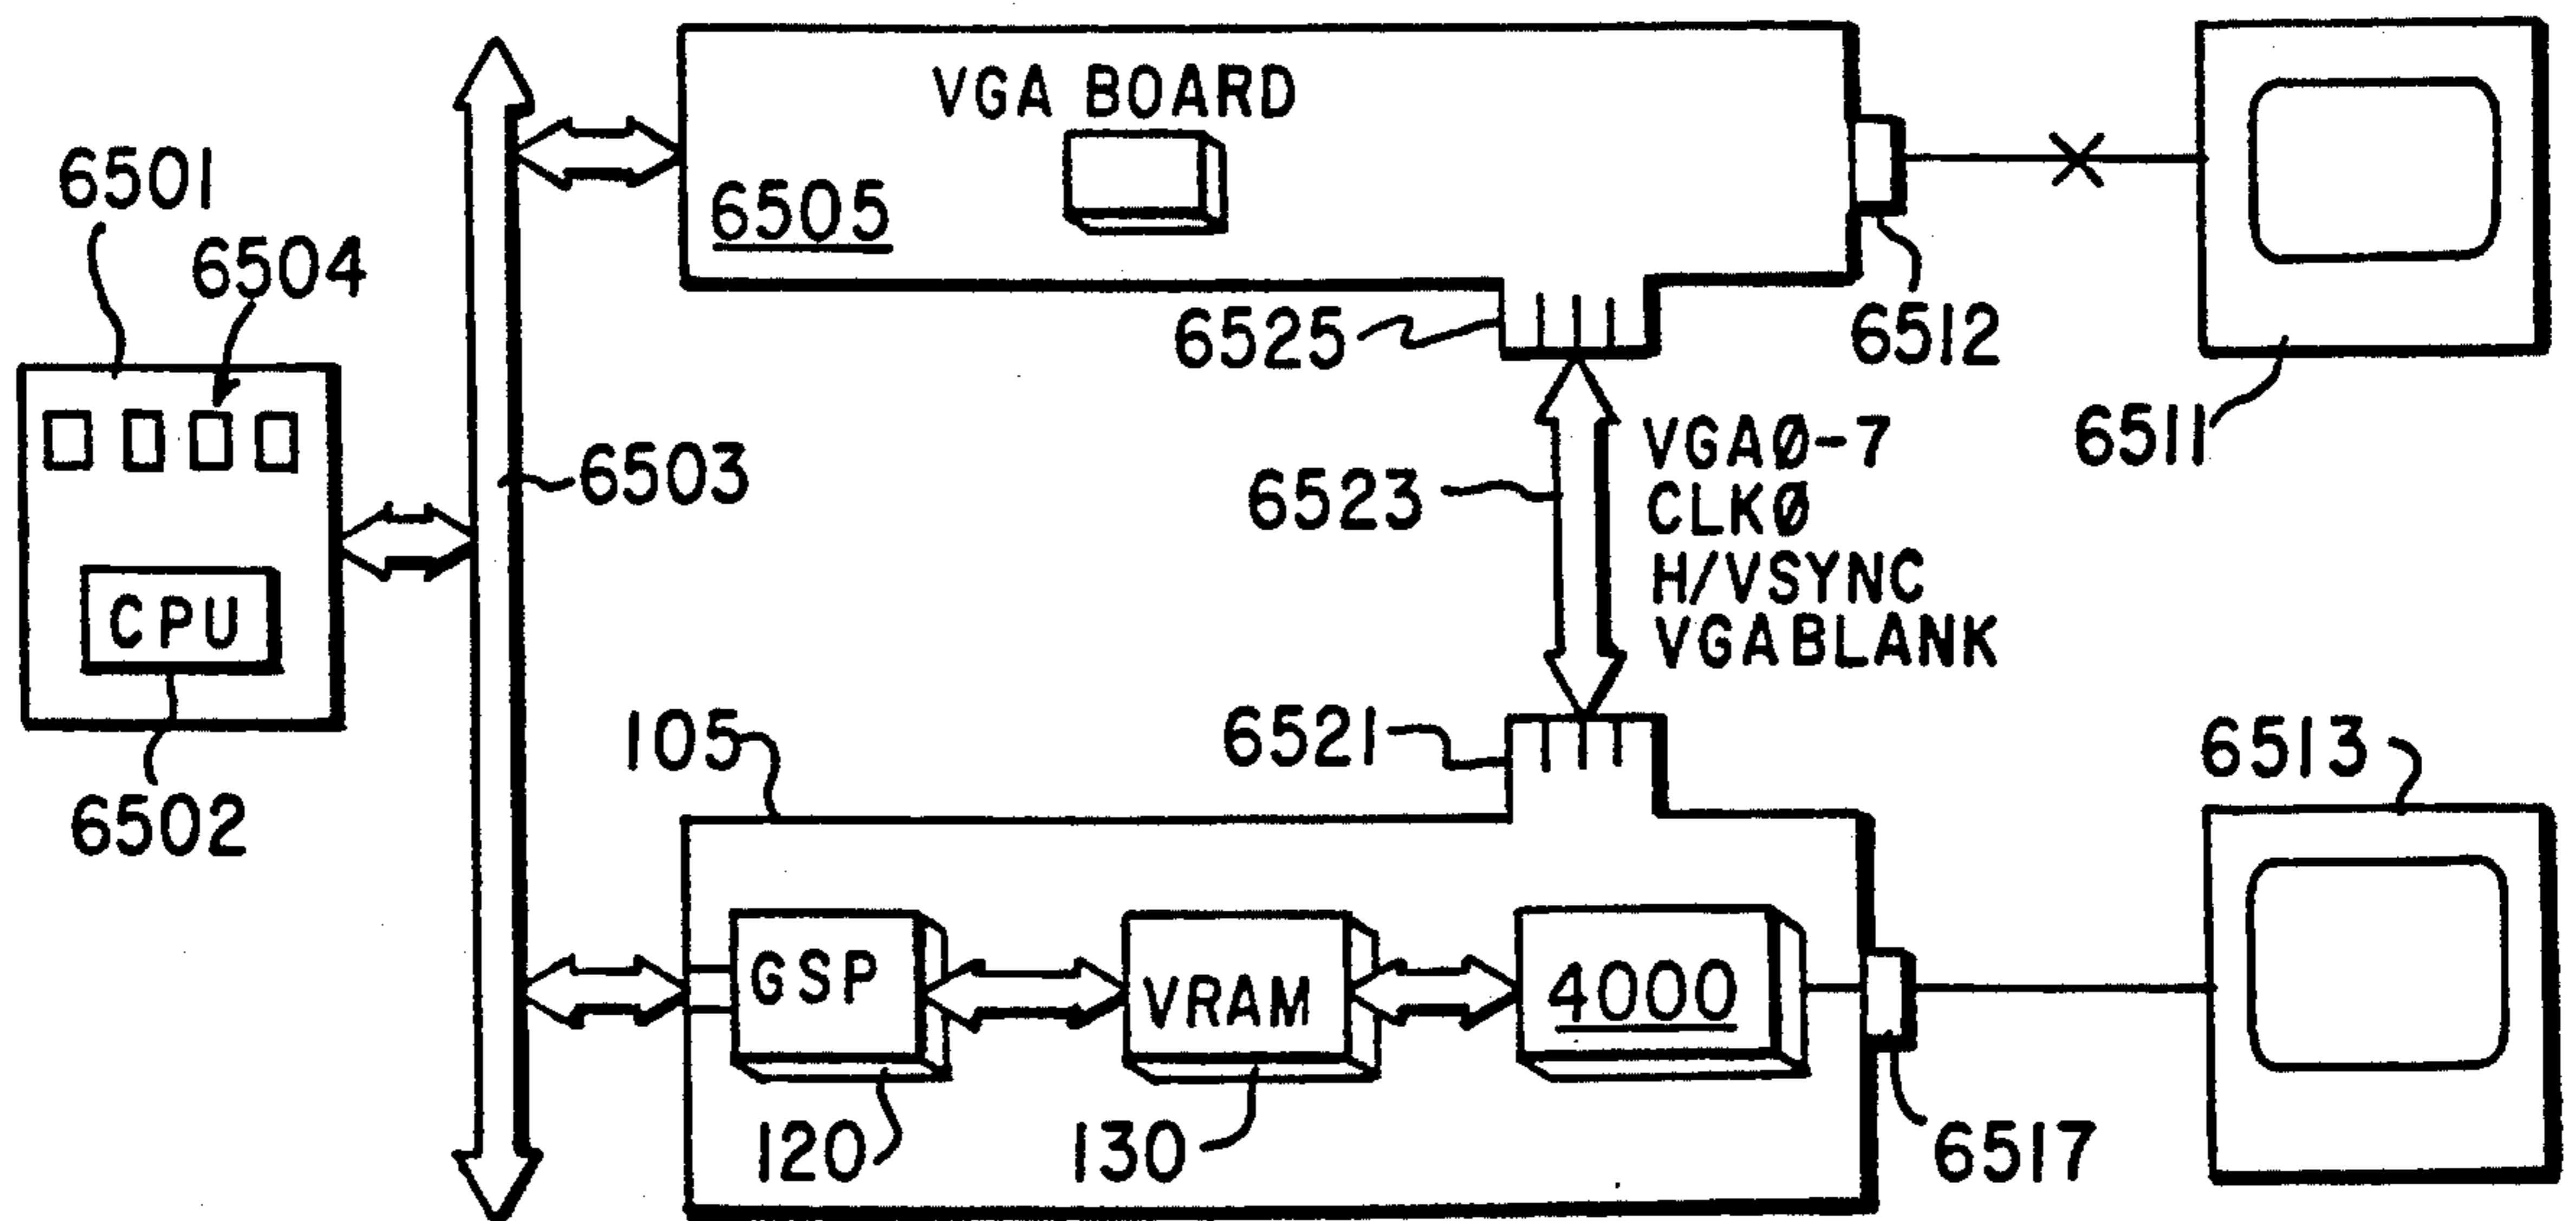 VGA BOARD
6501
6505
6504
6525
6512
VGAØ-7
6511
6503
6523
CLKØ
H/VSYNC
CPU
VGABLANK
105
6521
6513
6502
GSP
VRAM
4000
120
130
6517